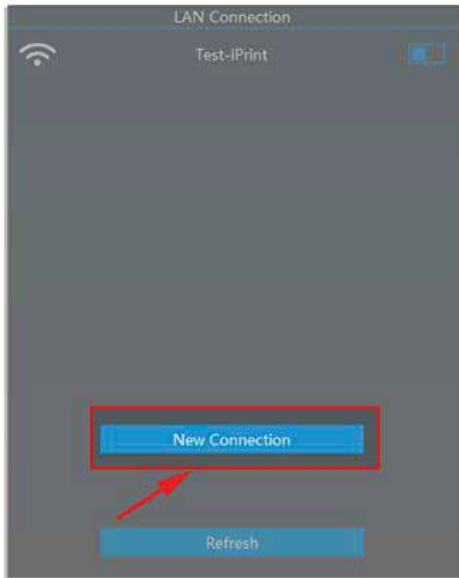 LAN Connection
Test-iPrint
New Connection
Refresh